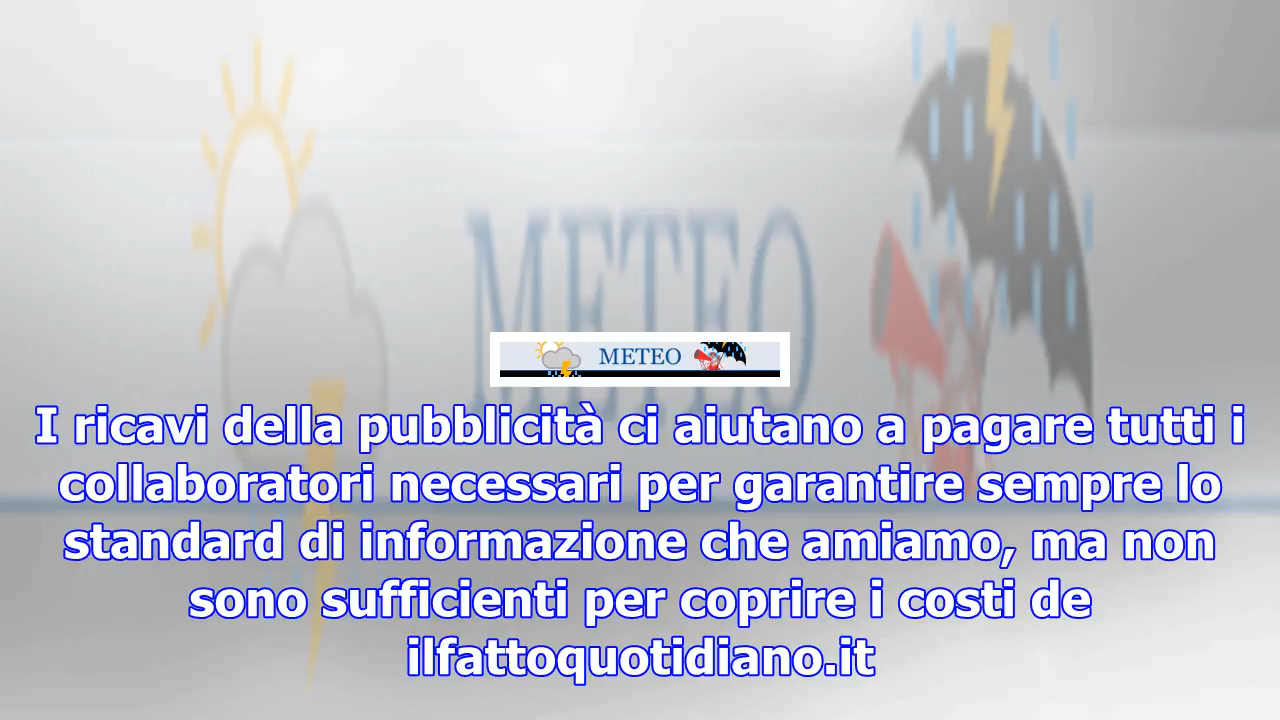 METEO
METEO
I ricavi della pubblicità ci aiutano a pagare tutti i
collaboratori necessari per garantire sempre lo
standard di informazione che amiamo, ma non
sono sufficienti per coprire i costi de
ilfattoquotidiano.it